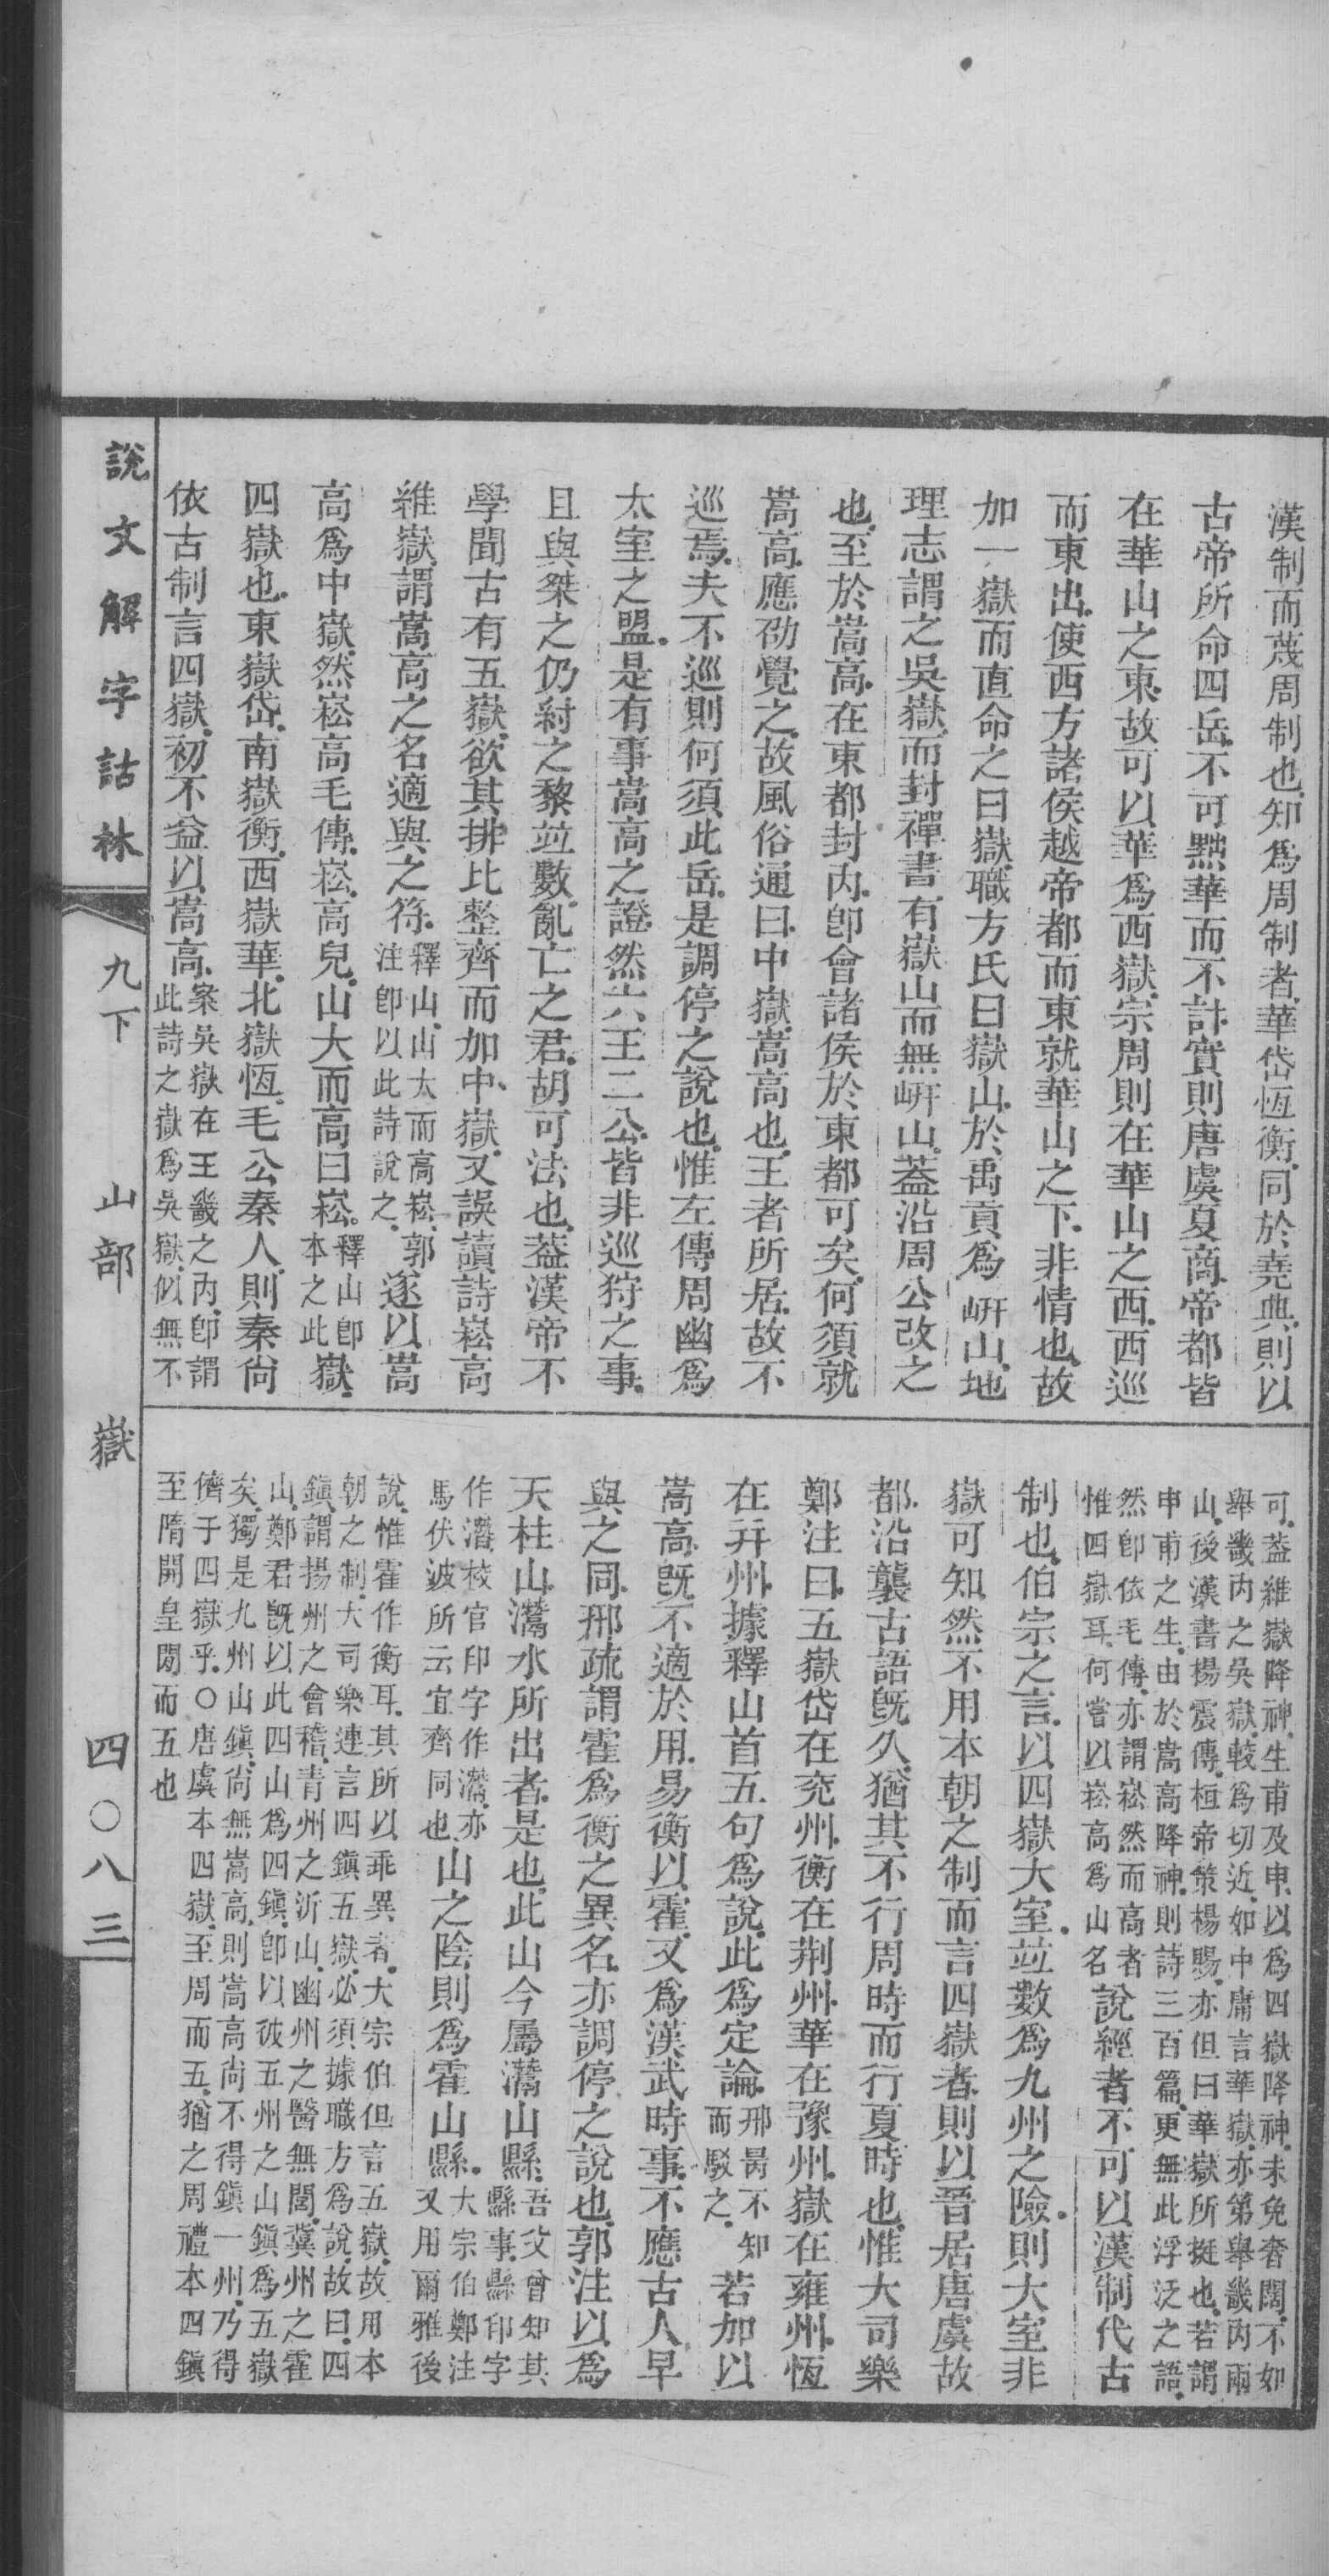 漢制而蔑周制也。知爲周制者。華岱恆衡。同於堯典。則以
古帝所命四岳。不可黜華而不計。實則唐虞夏商。帝都皆
在華山之東。故可以華爲西嶽。宗周則在華山之西。西巡
而東出。使西方諸侯越帝都而東就華山之下。非情也。故
加一嶽而直命之曰嶽。職方氏曰嶽山。於禹貢爲岍山。地
理志謂之吳嶽。而封禪書有嶽山而無岍山。蓋沿周公改之
也。至於嵩高。在東都封內。卽會諸侯於東都可矣。何須就
嵩高。應劭覺之。故風俗通曰。中嶽。嵩高也。王者所居。故不
巡焉。夫不巡則何須此岳。是調停之說也。惟左傳周幽爲
太室之盟。是有事嵩高之證。然六王二公。皆非巡狩之事。
且與桀之仍紂之黎竝數。亂亡之君。胡可法也。葢漢帝不
學聞古有五嶽。欲其排比整齊而加中嶽。又誤讀詩崧高
維嶽。謂嵩高之名適與之符。釋山。山大而高崧。郭
注卽以此詩說之。遂以嵩
高爲中嶽。然崧高毛傳。崧。高皃。山大而高曰崧。釋山卽
本之此嶽。
四嶽也。東嶽岱。南嶽衡。西嶽華。北嶽恆。毛公秦人。則秦尙
依古制言四嶽。初不益以嵩高。案吳嶽在王畿之內。卽謂
此詩之嶽爲吳嶽。似無不
可。葢維嶽降神。生甫及申。以爲四嶽降神。未免奢闊。不如
舉畿內之吳嶽。較爲切近。如中庸言華嶽。亦第舉畿內兩
山。後漢書楊震傳。桓帝策楊賜。亦但曰華嶽所挺也。若謂
申甫之生。由於嵩高降神。則詩三百篇。更無此浮泛之語。
然卽依毛傳。亦謂崧然而高者
惟四嶽耳。何嘗以崧高爲山名說經者不可以漢制代古
制也。伯宗之言。以四嶽大室。竝數爲九州之險。則大室非
嶽可知。然不用本朝之制而言四嶽者。則以晉居唐虞故
都。沿襲古語旣久。猶其不行周時而行夏時也。惟大司樂
鄭注曰。五嶽岱在兗州。衡在荆州。華在豫州。嶽在雍州。恆
在幷州。據釋山首五句爲說。此爲定論。邢昺不知
而駁之。若加以
嵩高。旣不適於用。易衡以霍。又爲漢武時事。不應古人早
與之同。邢疏謂霍爲衡之異名。亦調停之說也。郭注以爲
天柱山。灊水所出者是也。此山今屬灊山縣。吾父曾知其
縣事。縣印字
作灊。校官印字作灊。亦
馬伏波所云宜齊同也。山之陰則爲霍山縣。大宗伯鄭注
又用爾雅後
說。惟霍作衡耳。其所以乖異者。大宗伯但言五嶽。故用本
朝之制。大司樂連言四鎭五嶽。必須據職方爲說。故曰。四
鎭。謂揚州之會稽。青州之沂山。幽州之醫無閭。冀州之霍
山。鄭君旣以此四山爲四鎭。卽以彼五州之山鎭爲五嶽
矣。獨是九州山鎭。尙無嵩高。則嵩高尙不得鎭一州。乃得
儕于四嶽乎。○唐虞本四嶽。至周而五。猶之周禮本四鎭
至隋開皇閒而五也
說文解字詁林
九下
山部
嶽
四〇八三